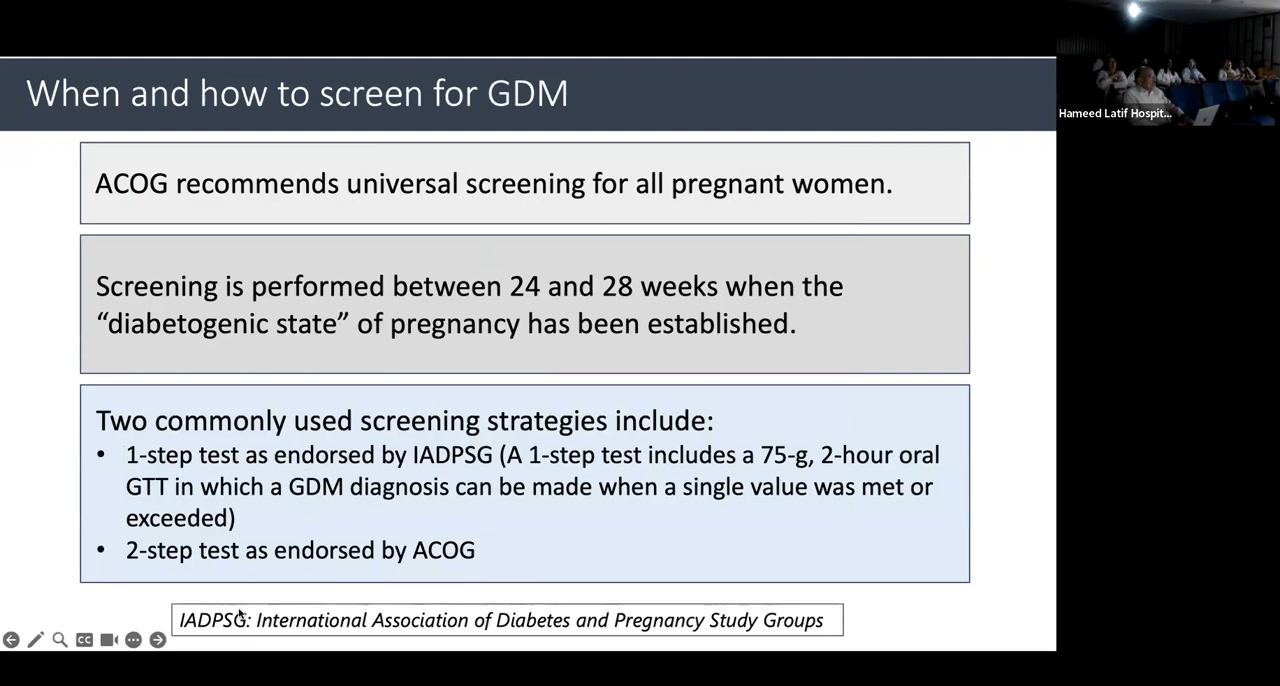 When and how to screen for GDM
ACOG recommends universal screening for all pregnant women.
Screening is performed between 24 and 28 weeks when the
“diabetogenic state” of pregnancy has been established.
Two commonly used screening strategies include:
• 1-step test as endorsed by IADPSG (A 1-step test includes a 75-g, 2-hour oral
GTT in which a GDM diagnosis can be made when a single value was met or
exceeded)
• 2-step test as endorsed by ACOG
IADPSG: International Association of Diabetes and Pregnancy Study Groups
CC
Hameed Latif Hospit...